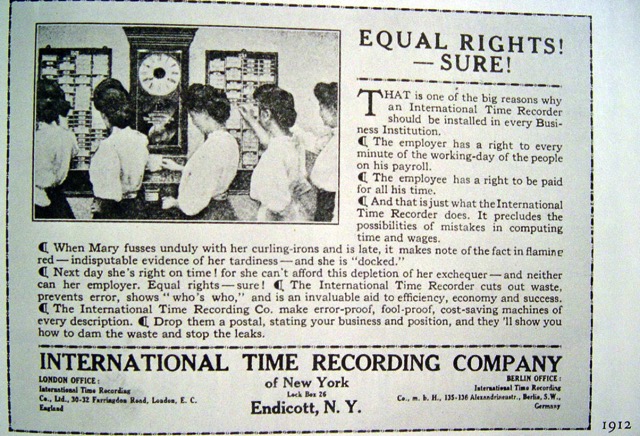 EQUAL RIGHTS!
— SURE!
THAT is one of the big reasons why
an International Time Recorder
should be installed in every Busi-
ness Institution.
¶ The employer has a right to every
minute of the working-day of the people
on his payroll.
¶ The employee has a right to be paid
for all his time.
¶ And that is just what the International
Time Recorder does. It precludes the
possibilities of mistakes in computing
time and wages.
¶ When Mary fusses unduly with her curling-irons and is late, it makes note of the fact in flaming
red — indisputable evidence of her tardiness — and she is "docked."
¶ Next day she's right on time! for she can't afford this depletion of her exchequer — and neither
can her employer. Equal rights — sure! ¶ The International Time Recorder cuts out waste,
prevents error, shows "who's who," and is an invaluable aid to efficiency, economy and success.
¶ The International Time Recording Co. make error-proof, fool-proof, cost-saving machines of
every description. ¶ Drop them a postal, stating your business and position, and they 'll show you
how to dam the waste and stop the leaks.
INTERNATIONAL TIME RECORDING COMPANY
of New York
Lock Box 26
Endicott, N. Y.
LONDON OFFICE:
International Time Recording
Co., Ltd., 30-32 Farringdon Road, London, E. C.
England
BERLIN OFFICE:
International Time Recording
Co., m. b. H., 135-136 Alexandrinenstr., Berlin, S.W.,
Germany
1912